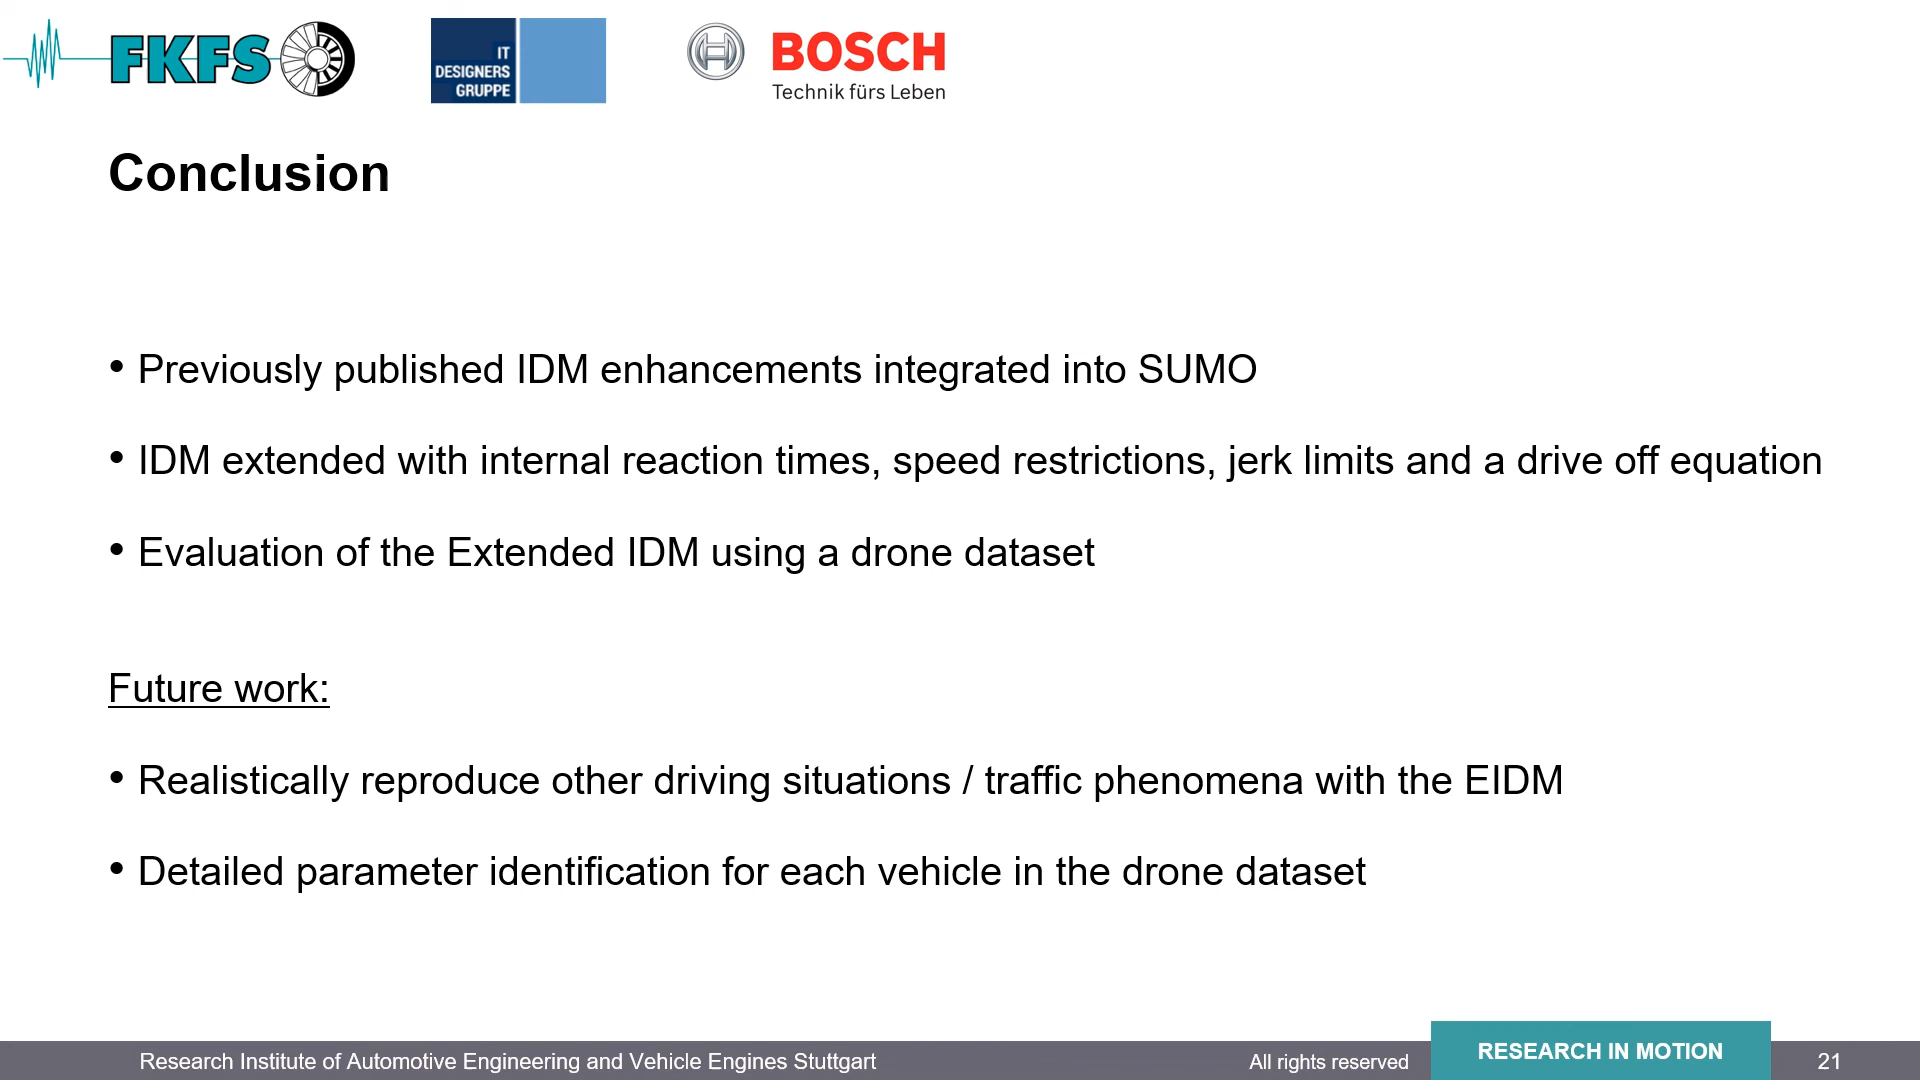 FKFS
IT
DESIGNERS
GRUPPE
BOSCH
Technik fürs Leben
Conclusion
• Previously published IDM enhancements integrated into SUMO
• IDM extended with internal reaction times, speed restrictions, jerk limits and a drive off equation
• Evaluation of the Extended IDM using a drone dataset
Future work:
• Realistically reproduce other driving situations / traffic phenomena with the EIDM
• Detailed parameter identification for each vehicle in the drone dataset
Research Institute of Automotive Engineering and Vehicle Engines Stuttgart
All rights reserved
RESEARCH IN MOTION
21